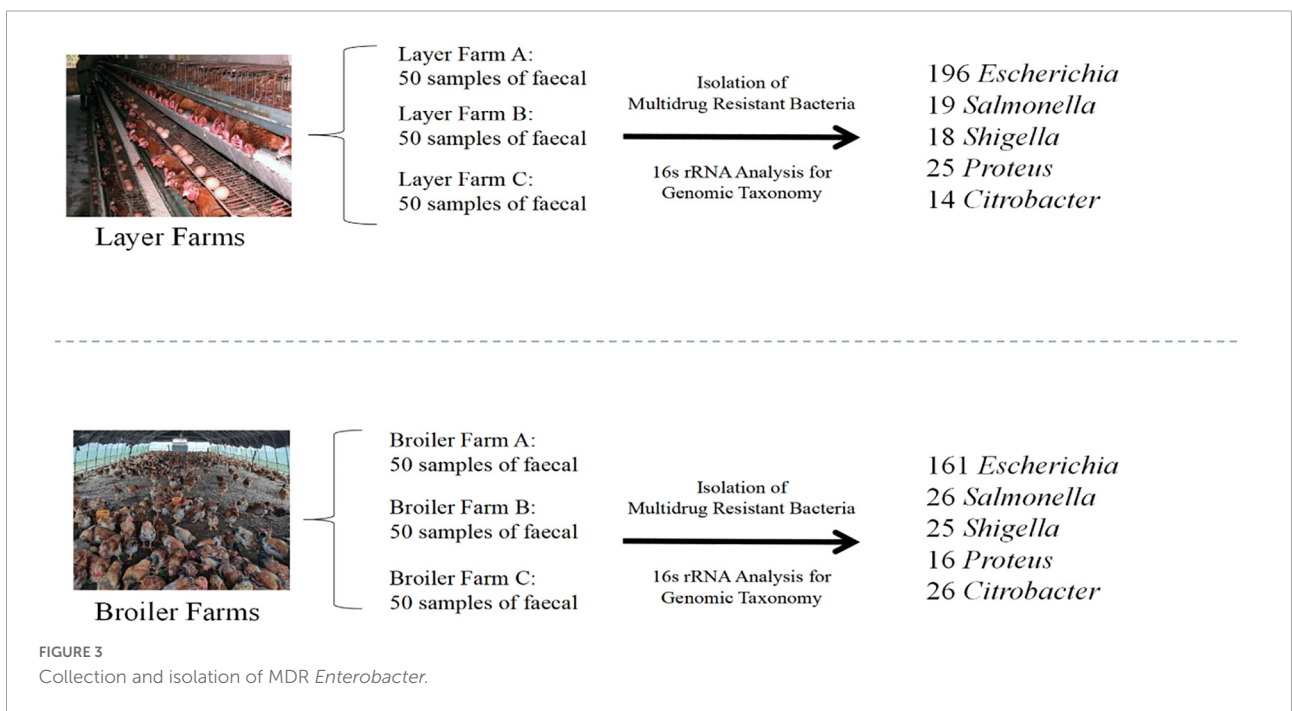 Layer Farms
Layer Farm A:
50 samples of faecal
Layer Farm B:
50 samples of faecal
Layer Farm C:
50 samples of faecal
Isolation of
Multidrug Resistant Bacteria
16s rRNA Analysis for
Genomic Taxonomy
196 Escherichia
19 Salmonella
18 Shigella
25 Proteus
14 Citrobacter
Broiler Farms
Broiler Farm A:
50 samples of faecal
Broiler Farm B:
50 samples of faecal
Broiler Farm C:
50 samples of faecal
Isolation of
Multidrug Resistant Bacteria
16s rRNA Analysis for
Genomic Taxonomy
161 Escherichia
26 Salmonella
25 Shigella
16 Proteus
26 Citrobacter
FIGURE 3
Collection and isolation of MDR Enterobacter.